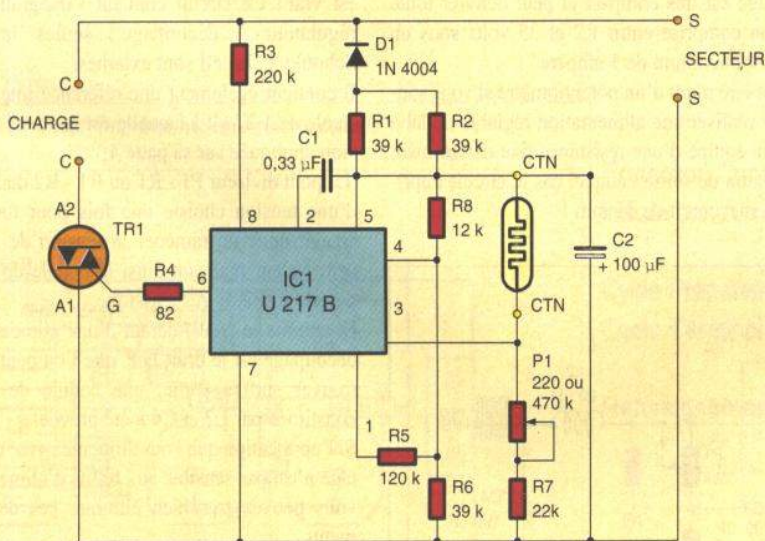 C
CHARGE
C
R3
220 k
D1
1N 4004
S
SECTEUR
S
C1
0,33 µF
R1
39 k
R2
39 k
CTN
A2
TR1
A1
G
R4
82
8
2
5
6
IC1
U 217 B
4
3
7
1
R8
12 k
C2
+ 100 µF
CTN
P1
220 ou
470 k
R5
120 k
R6
39 k
R7
22k